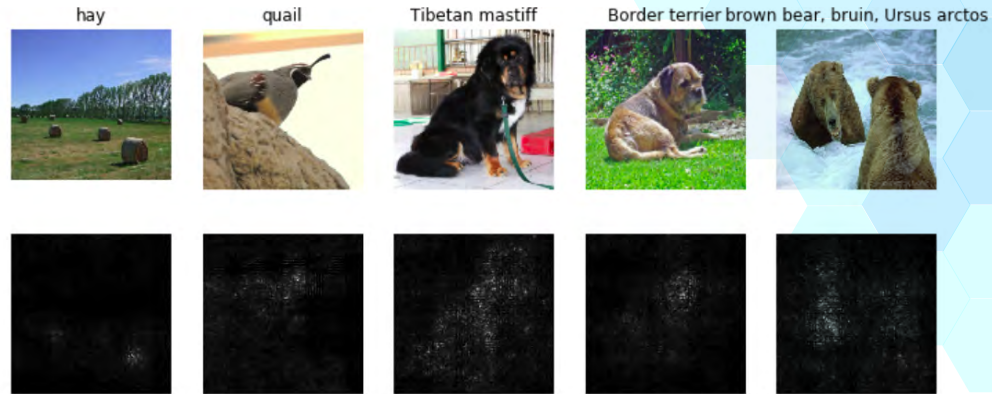 hay
quail
Tibetan mastiff
Border terrier
brown bear, bruin, Ursus arctos